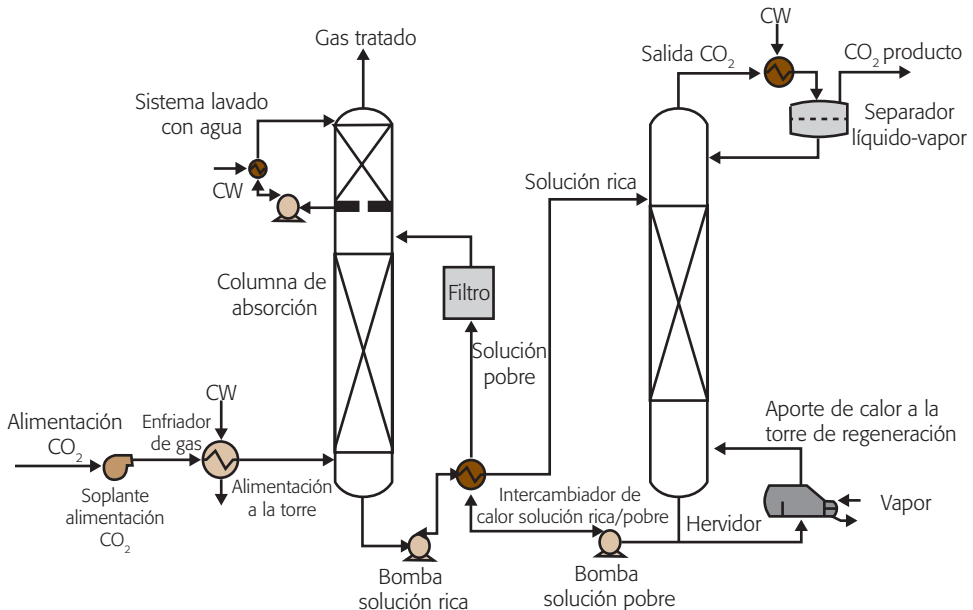 Gas tratado
Sistema lavado
con agua
CW
Columna de
absorción
CW
Alimentación
CO₂
Enfriador
de gas
Soplante
alimentación
CO₂
Alimentación
a la torre
Filtro
Solución
pobre
Bomba
solución rica
Intercambiador de
calor solución rica/pobre
Bomba
solución pobre
Solución rica
Salida CO₂
CW
CO₂ producto
Separador
líquido-vapor
Aporte de calor a la
torre de regeneración
Vapor
Hervidor